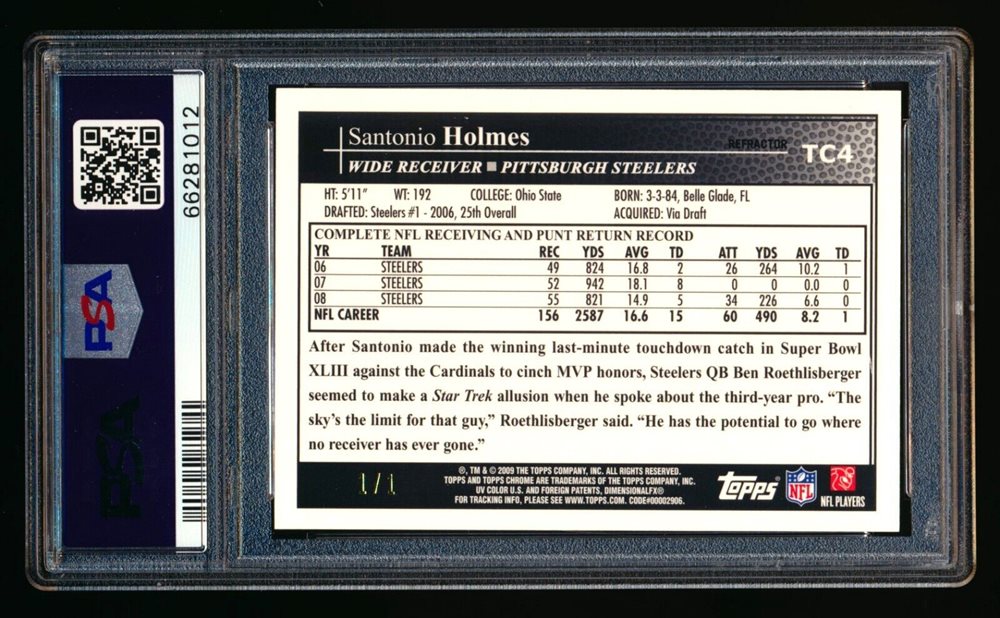 66281012
PSA
PSA
Santonio Holmes
REFRACTOR
TC4
WIDE RECEIVER ■ PITTSBURGH STEELERS
HT: 5'11" WT: 192 COLLEGE: Ohio State BORN: 3-3-84, Belle Glade, FL
DRAFTED: Steelers #1 - 2006, 25th Overall ACQUIRED: Via Draft
COMPLETE NFL RECEIVING AND PUNT RETURN RECORD
YR TEAM REC YDS AVG TD ATT YDS AVG TD
06 STEELERS 49 824 16.8 2 26 264 10.2 1
07 STEELERS 52 942 18.1 8 0 0 0.0 0
08 STEELERS 55 821 14.9 5 34 226 6.6 0
NFL CAREER 156 2587 16.6 15 60 490 8.2 1
After Santonio made the winning last-minute touchdown catch in Super Bowl
XLIII against the Cardinals to cinch MVP honors, Steelers QB Ben Roethlisberger
seemed to make a Star Trek allusion when he spoke about the third-year pro. “The
sky’s the limit for that guy,” Roethlisberger said. “He has the potential to go where
no receiver has ever gone.”
1/1
®, TM & © 2009 THE TOPPS COMPANY, INC. ALL RIGHTS RESERVED.
TOPPS AND TOPPS CHROME ARE TRADEMARKS OF THE TOPPS COMPANY, INC.
UV COLOR U.S. AND FOREIGN PATENTS, DIMENSIONALFX®
FOR TRACKING INFO, PLEASE SEE WWW.TOPPS.COM. CODE#00002906.
Topps
NFL
NFL PLAYERS